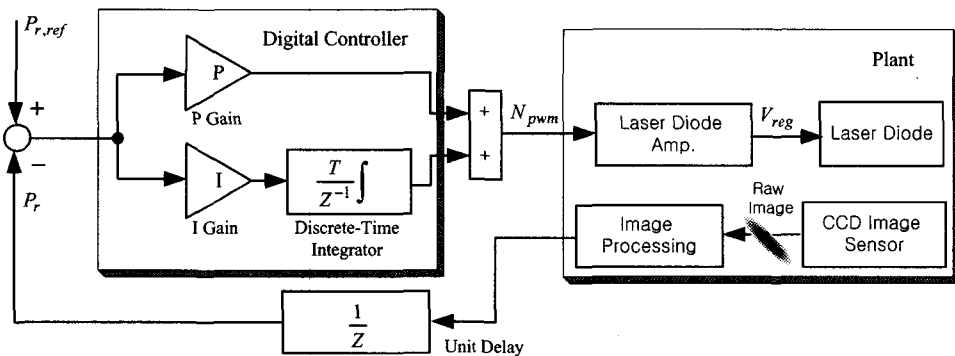 P_{r,ref}
Digital Controller
Plant
+
P
P Gain
+
+
N_{pwm}
Laser Diode
Amp.
V_{reg}
Laser Diode
−
P_r
I
I Gain
T
Z^{-1} ∫
Discrete-Time
Integrator
Image
Processing
Raw
Image
CCD Image
Sensor
1
Z
Unit Delay